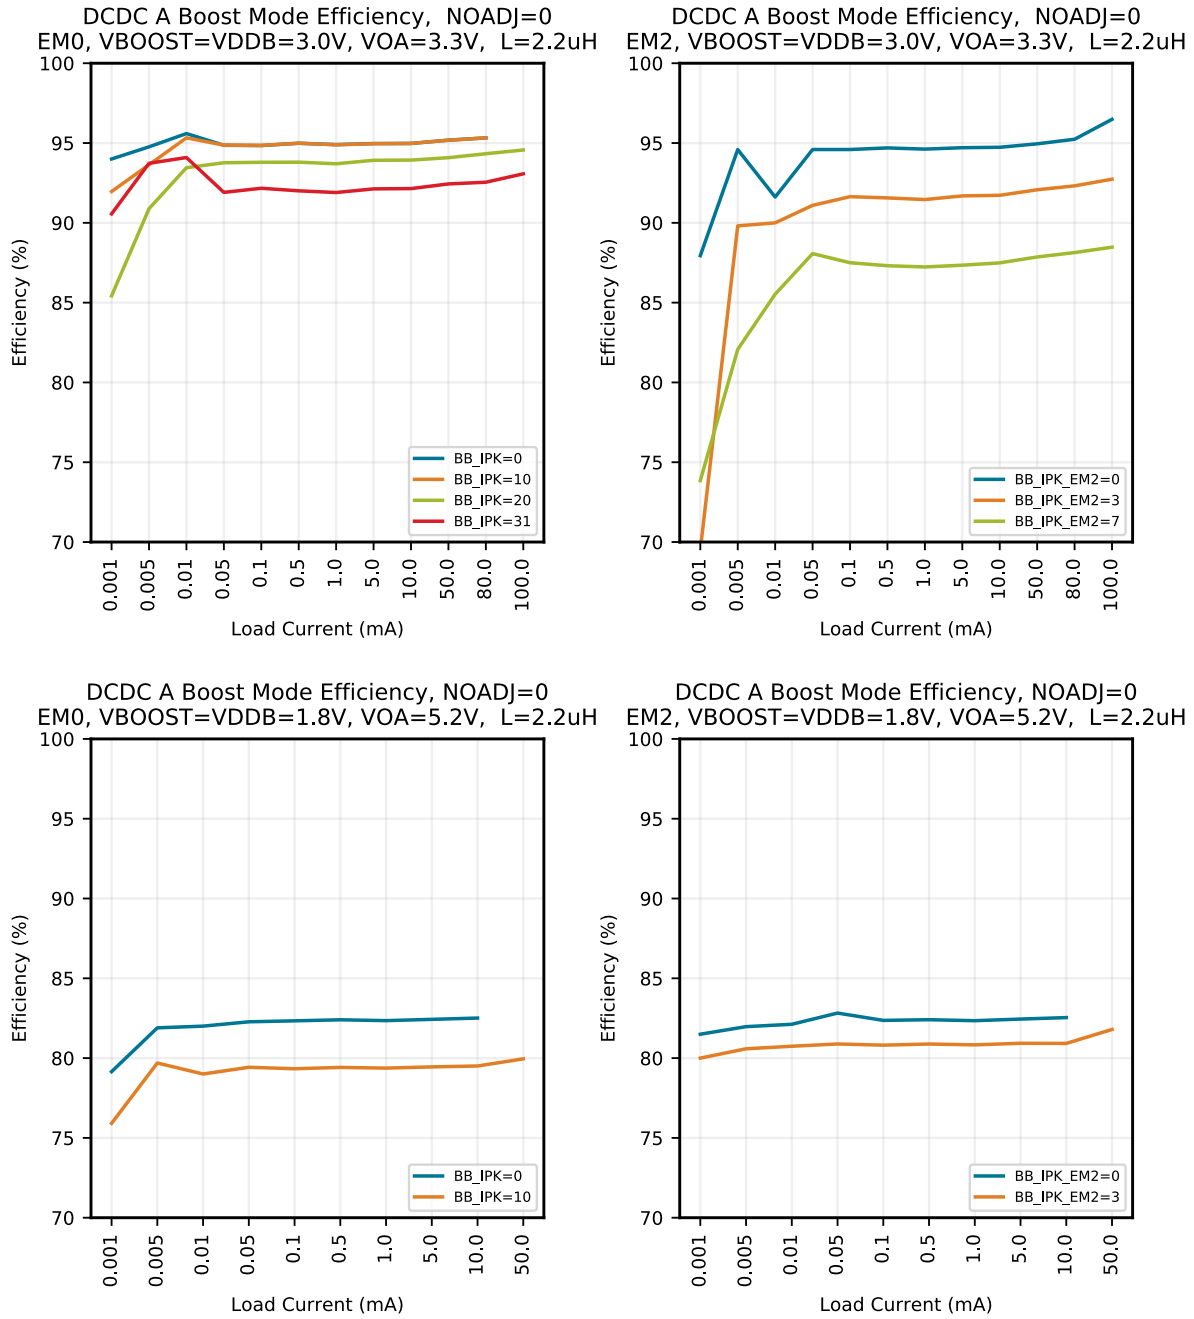 DCDC A Boost Mode Efficiency, NOADJ=0
EM0, VBOOST=VDDB=3.0V, VOA=3.3V, L=2.2uH
100
95
90
85
80
75
70
Efficiency (%)
BB_IPK=0
BB_IPK=10
BB_IPK=20
BB_IPK=31
0.001
0.005
0.01
0.05
0.1
0.5
1.0
5.0
10.0
50.0
80.0
100.0
Load Current (mA)
DCDC A Boost Mode Efficiency, NOADJ=0
EM2, VBOOST=VDDB=3.0V, VOA=3.3V, L=2.2uH
100
95
90
85
80
75
70
Efficiency (%)
BB_IPK_EM2=0
BB_IPK_EM2=3
BB_IPK_EM2=7
0.001
0.005
0.01
0.05
0.1
0.5
1.0
5.0
10.0
50.0
80.0
100.0
Load Current (mA)
DCDC A Boost Mode Efficiency, NOADJ=0
EM0, VBOOST=VDDB=1.8V, VOA=5.2V, L=2.2uH
100
95
90
85
80
75
70
Efficiency (%)
BB_IPK=0
BB_IPK=10
0.001
0.005
0.01
0.05
0.1
0.5
1.0
5.0
10.0
50.0
Load Current (mA)
DCDC A Boost Mode Efficiency, NOADJ=0
EM2, VBOOST=VDDB=1.8V, VOA=5.2V, L=2.2uH
100
95
90
85
80
75
70
Efficiency (%)
BB_IPK_EM2=0
BB_IPK_EM2=3
0.001
0.005
0.01
0.05
0.1
0.5
1.0
5.0
10.0
50.0
Load Current (mA)